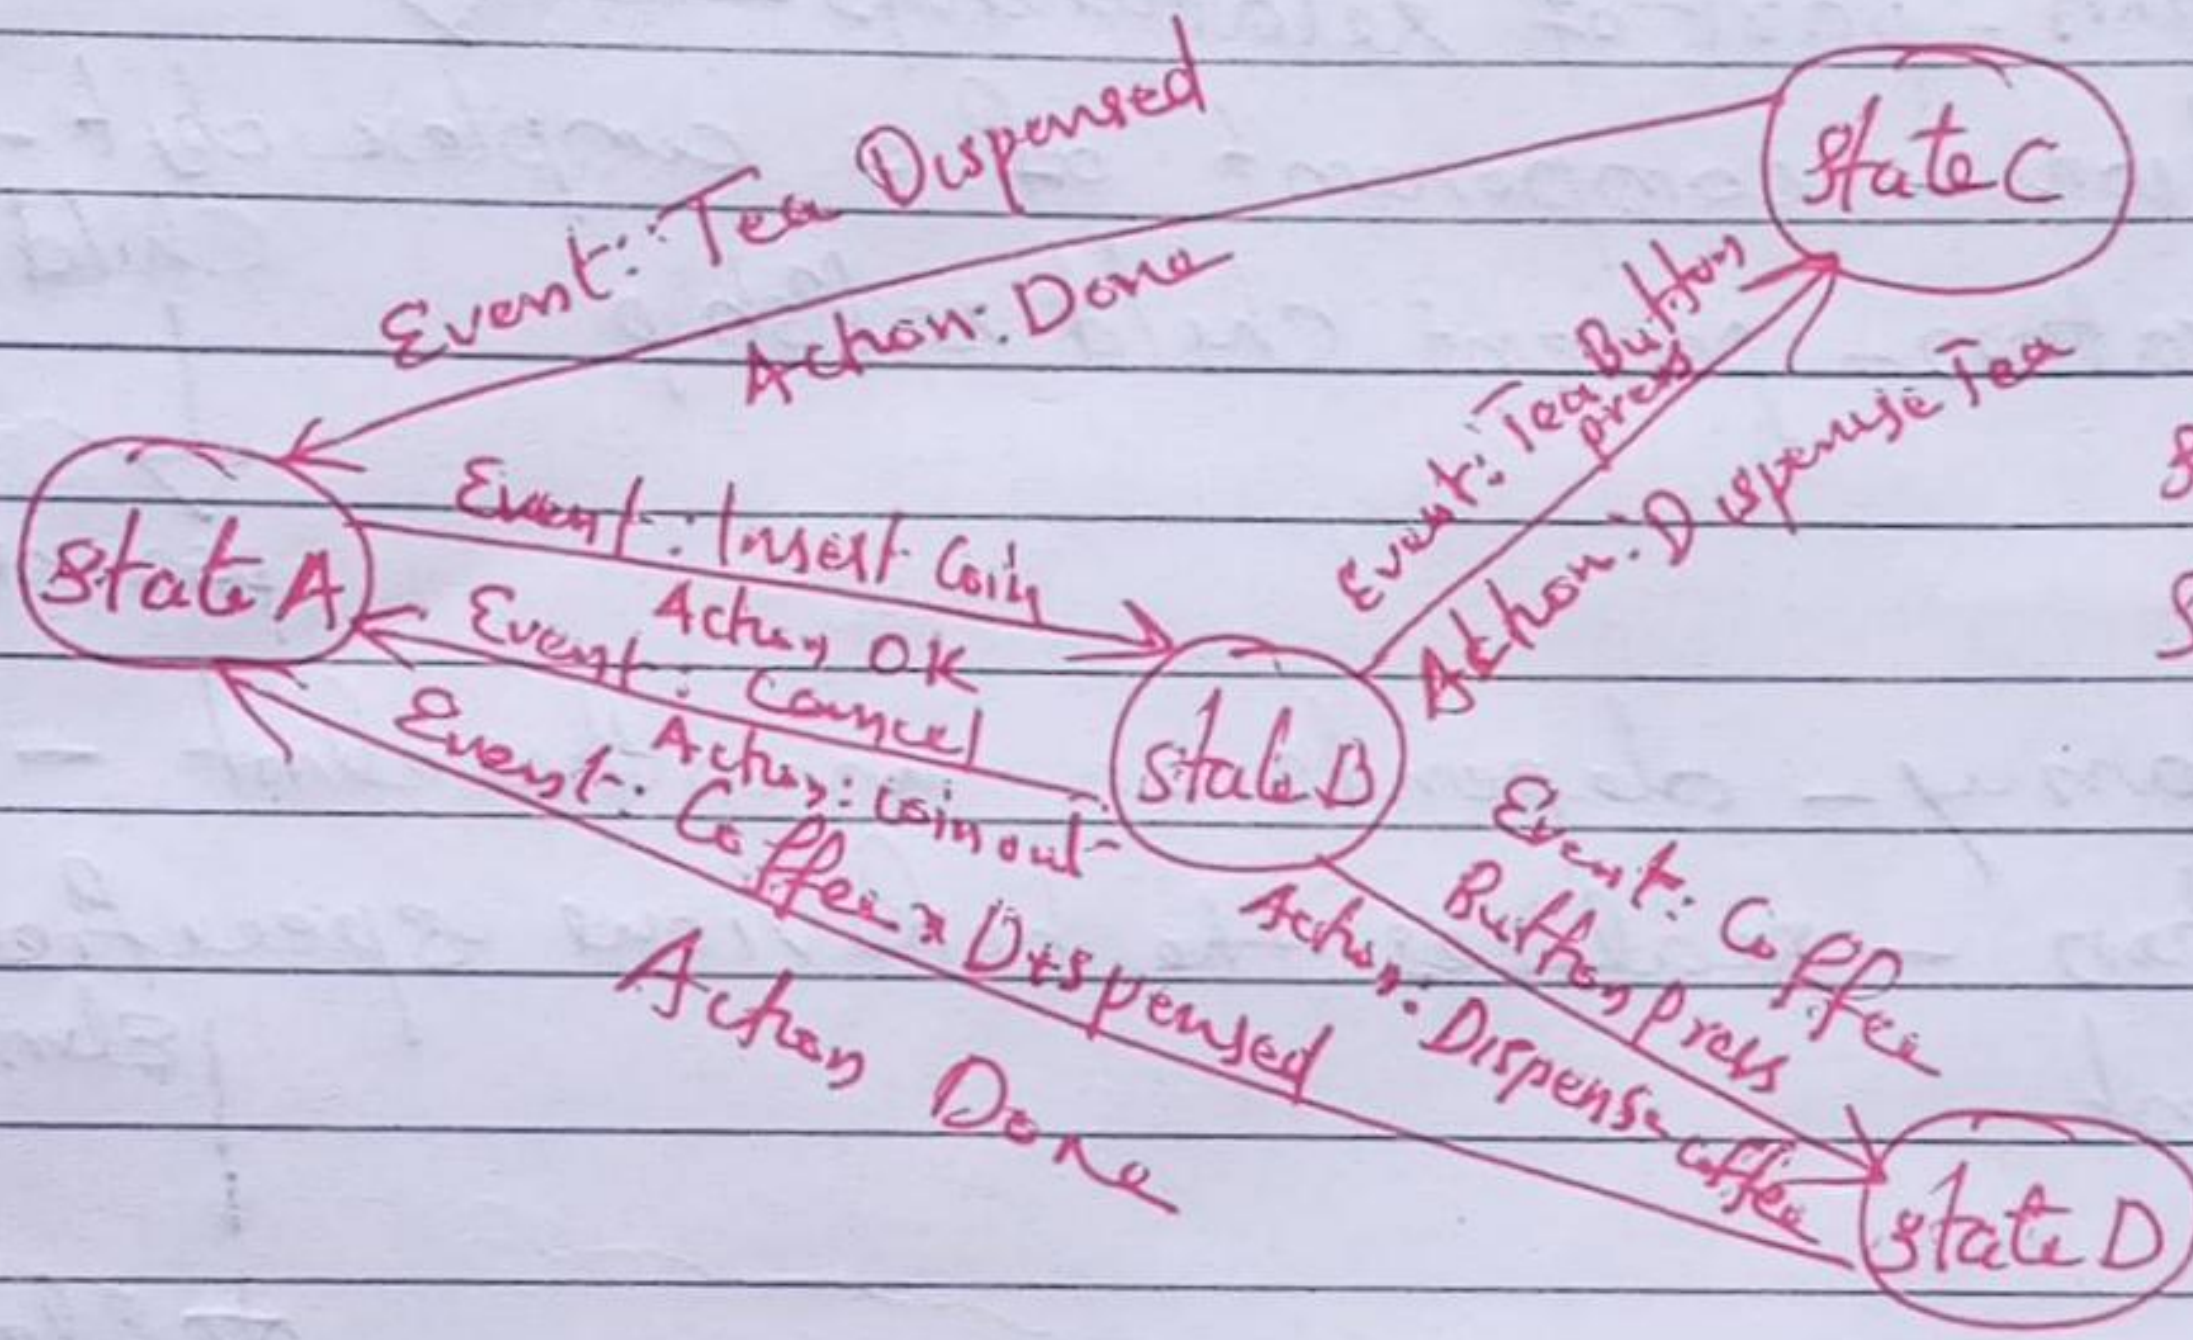 Event: Tea Dispensed
Action: Done
State C
Event: Tea Button
press
Action: Dispense Tea
State A
Event: Insert Coin
Action OK
Event: Cancel
Action: Coin out
State B
Event: Coffee Dispensed
Action Done
Event: Coffee
Button Press
Action: Dispense
Coffee
State D